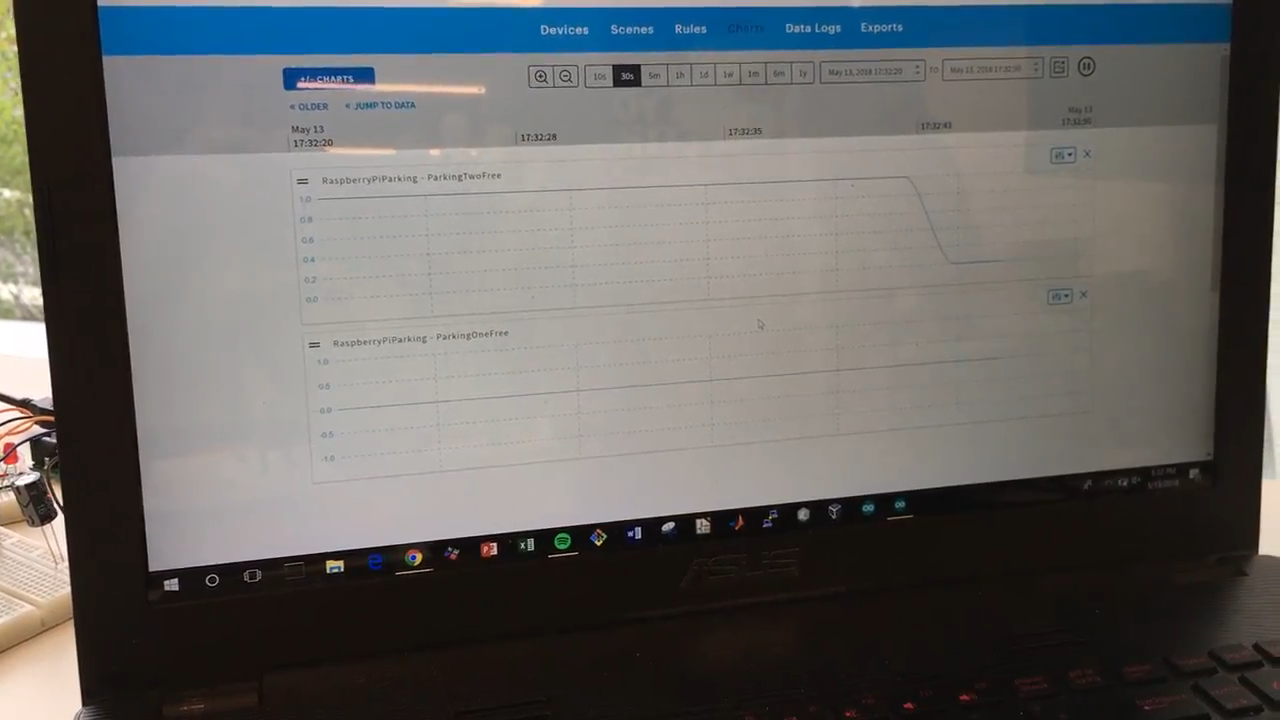 Devices Scenes Rules Charts Data Logs Exports
+/- CHARTS 10s 30s 5m 1h 1d 1w 1m 6m 1y May 13, 2018 17:32:20 TO May 13, 2018 17:32:50
« OLDER « JUMP TO DATA
May 13 May 13
17:32:20 17:32:28 17:32:35 17:32:43 17:32:50
RaspberryPiParking - ParkingTwoFree
1.0
0.8
0.6
0.4
0.2
0.0
RaspberryPiParking - ParkingOneFree
1.0
0.5
0.0
-0.5
-1.0
ASUS